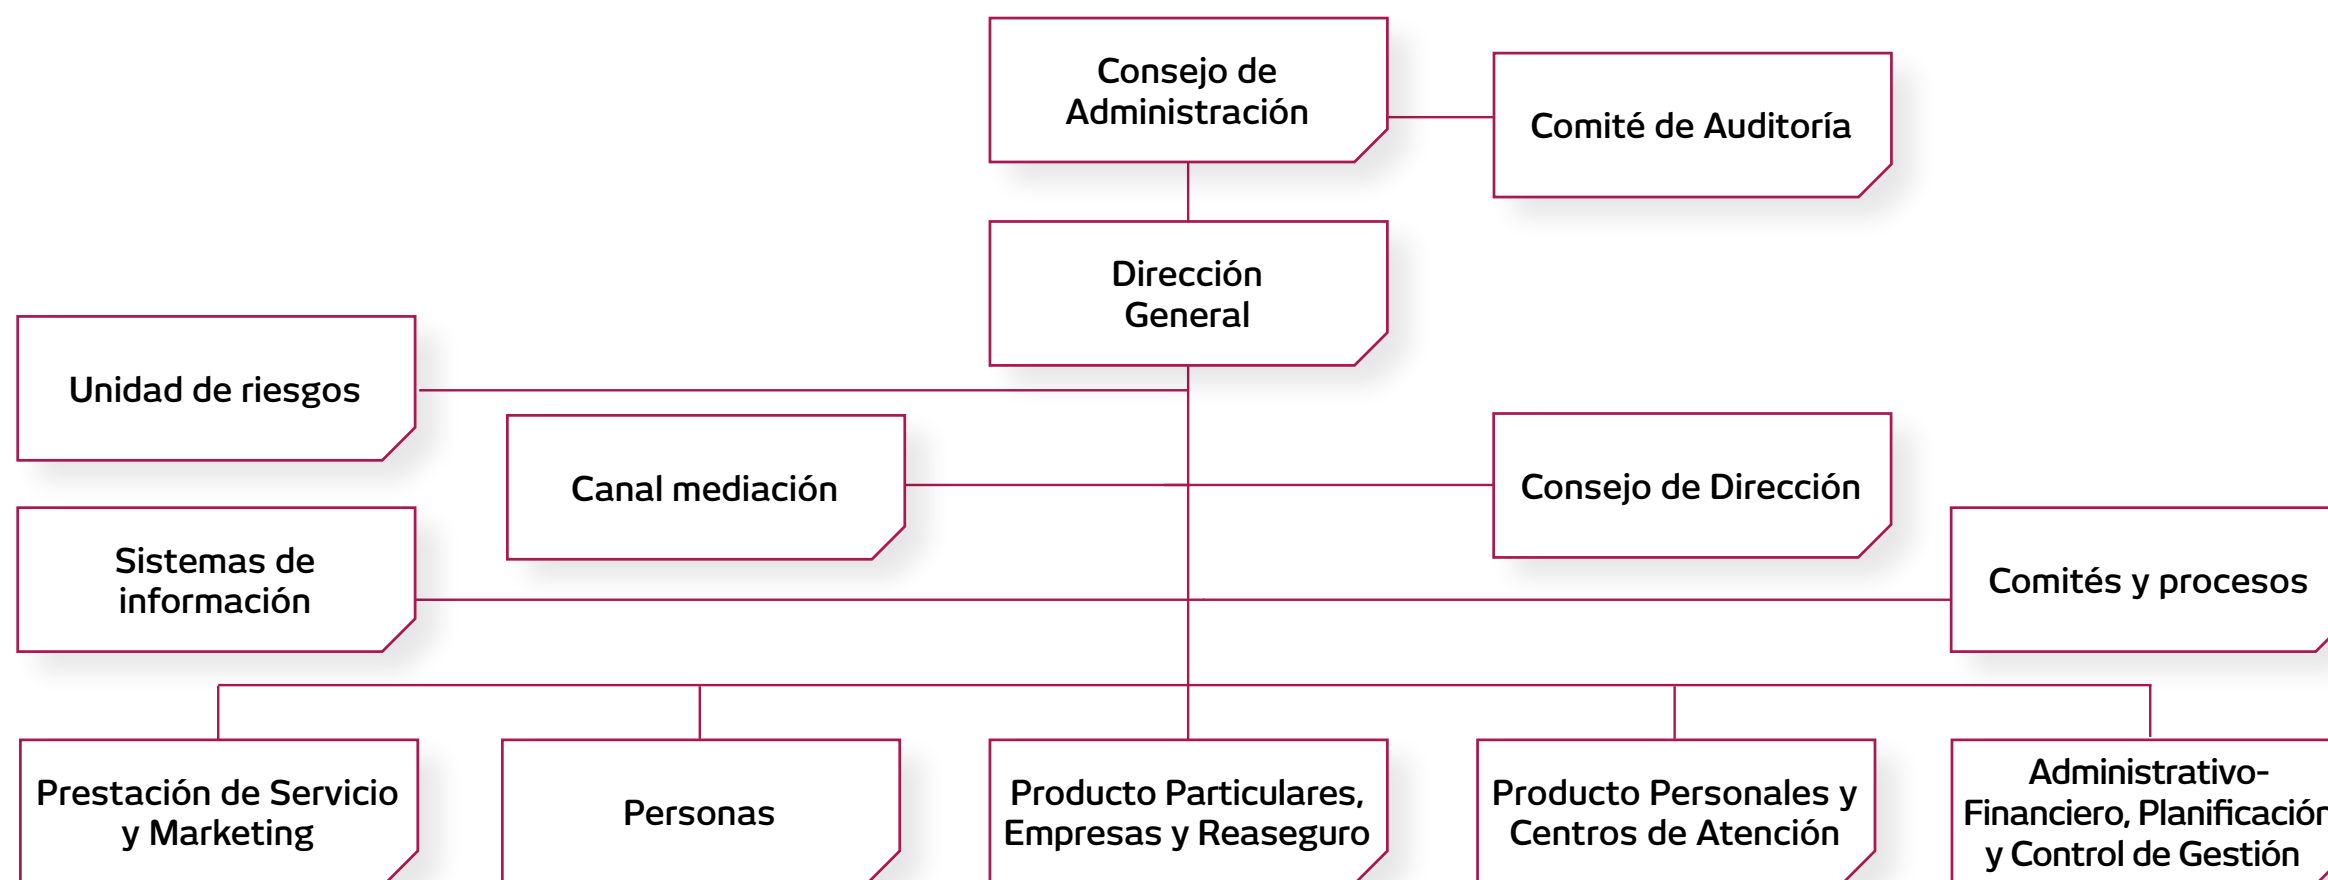 Consejo de
Administración
Comité de Auditoría
Dirección
General
Unidad de riesgos
Canal mediación
Consejo de Dirección
Sistemas de
información
Comités y procesos
Prestación de Servicio
y Marketing
Personas
Producto Particulares,
Empresas y Reaseguro
Producto Personales y
Centros de Atención
Administrativo-
Financiero, Planificación
y Control de Gestión